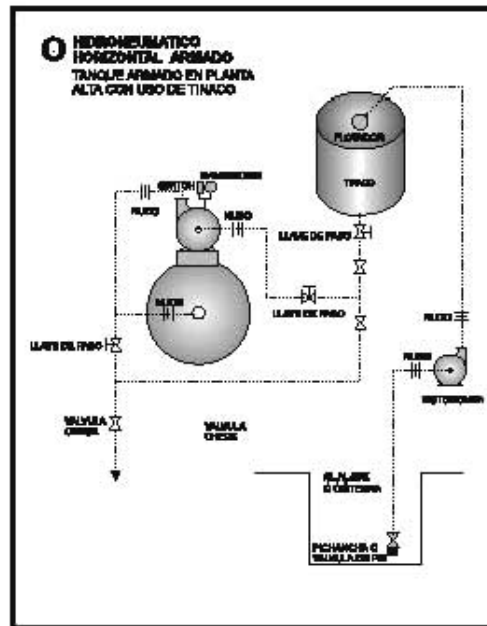 O HIDRONEUMATICO
HORIZONTAL ARMADO
TANQUE ARMADO EN PLANTA
ALTA CON USO DE TINACO
FLOTADOR
SWITCH
TINACO
NUDO
NUDO
LLAVE DE PASO
NUDO
LLAVE DE PASO
NUDO
LLAVE DE PASO
NUDO
MOTOBOMBA
VALVULA
CHECK
VALVULA
CHECK
ALJIBE
O CISTERNA
PICHANCHA O
VALVULA DE PIE